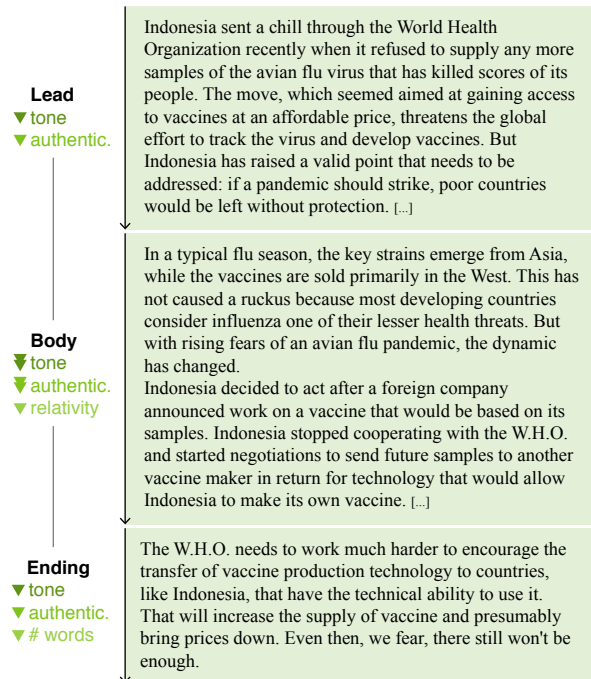 Lead
▼ tone
▼ authentic.
Indonesia sent a chill through the World Health
Organization recently when it refused to supply any more
samples of the avian flu virus that has killed scores of its
people. The move, which seemed aimed at gaining access
to vaccines at an affordable price, threatens the global
effort to track the virus and develop vaccines. But
Indonesia has raised a valid point that needs to be
addressed: if a pandemic should strike, poor countries
would be left without protection. [...]
Body
tone
authentic.
▼ relativity
In a typical flu season, the key strains emerge from Asia,
while the vaccines are sold primarily in the West. This has
not caused a ruckus because most developing countries
consider influenza one of their lesser health threats. But
with rising fears of an avian flu pandemic, the dynamic
has changed.
Indonesia decided to act after a foreign company
announced work on a vaccine that would be based on its
samples. Indonesia stopped cooperating with the W.H.O.
and started negotiations to send future samples to another
vaccine maker in return for technology that would allow
Indonesia to make its own vaccine. [...]
Ending
▼ tone
▼ authentic.
▼ # words
The W.H.O. needs to work much harder to encourage the
transfer of vaccine production technology to countries,
like Indonesia, that have the technical ability to use it.
That will increase the supply of vaccine and presumably
bring prices down. Even then, we fear, there still won't be
enough.